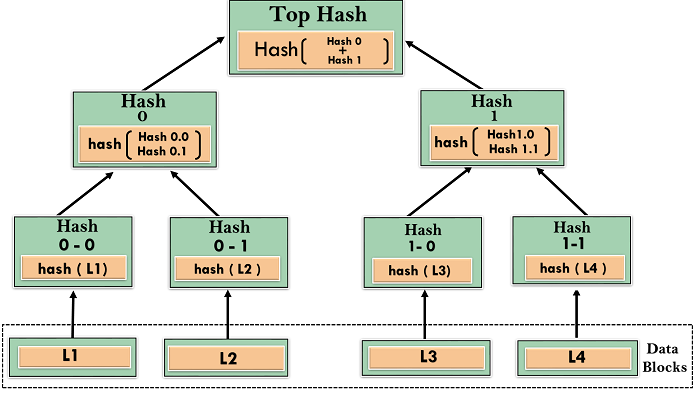 Top Hash
Hash ( Hash 0
+
Hash 1 )
Hash
0
hash ( Hash 0.0
Hash 0.1 )
Hash
1
hash ( Hash1.0
Hash 1.1 )
Hash
0 - 0
hash ( L1)
Hash
0 - 1
hash ( L2 )
Hash
1- 0
hash ( L3)
Hash
1-1
hash ( L4 )
L1
L2
L3
L4
Data
Blocks